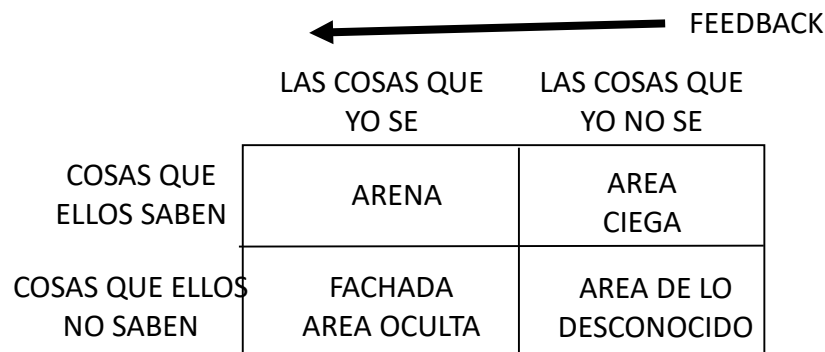 FEEDBACK
LAS COSAS QUE
YO SE
LAS COSAS QUE
YO NO SE
COSAS QUE
ELLOS SABEN
ARENA
AREA
CIEGA
COSAS QUE ELLOS
NO SABEN
FACHADA
AREA OCULTA
AREA DE LO
DESCONOCIDO